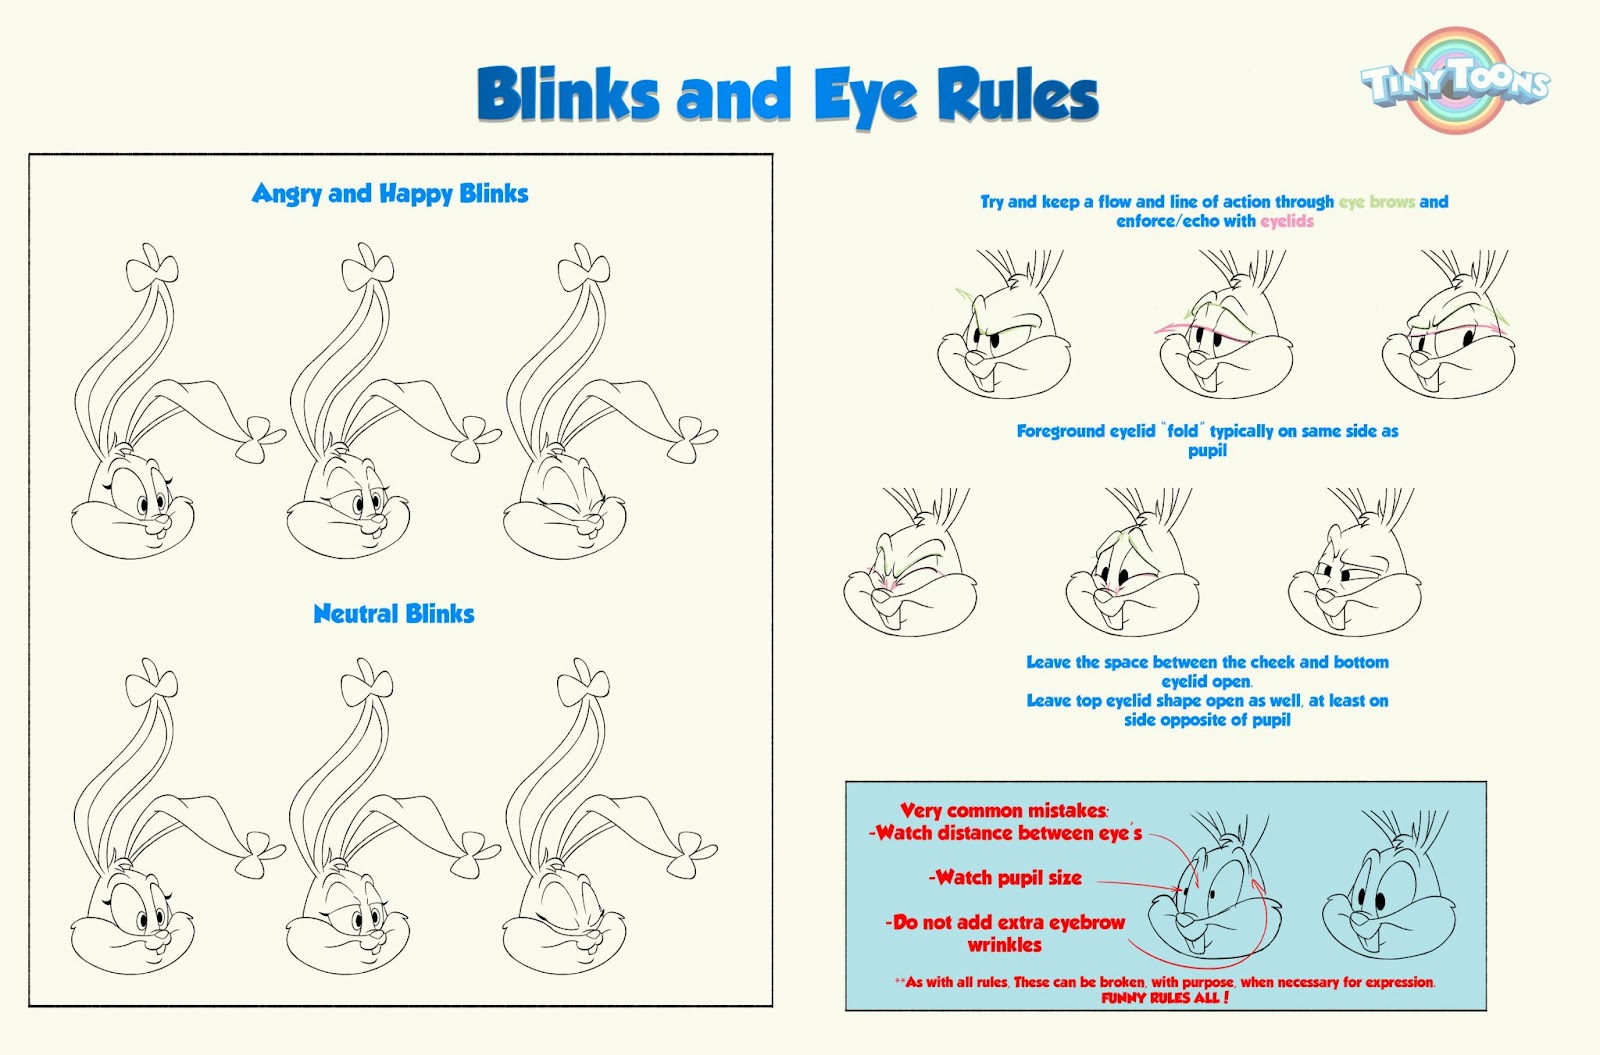 Blinks and Eye Rules
TINY TOONS
Angry and Happy Blinks
Neutral Blinks
Try and keep a flow and line of action through eye brows and
enforce/echo with eyelids
Foreground eyelid "fold" typically on same side as
pupil
Leave the space between the cheek and bottom
eyelid open.
Leave top eyelid shape open as well, at least on
side opposite of pupil
Very common mistakes:
-Watch distance between eye's
-Watch pupil size
-Do not add extra eyebrow
wrinkles
**As with all rules, These can be broken, with purpose, when necessary for expression.
FUNNY RULES ALL!